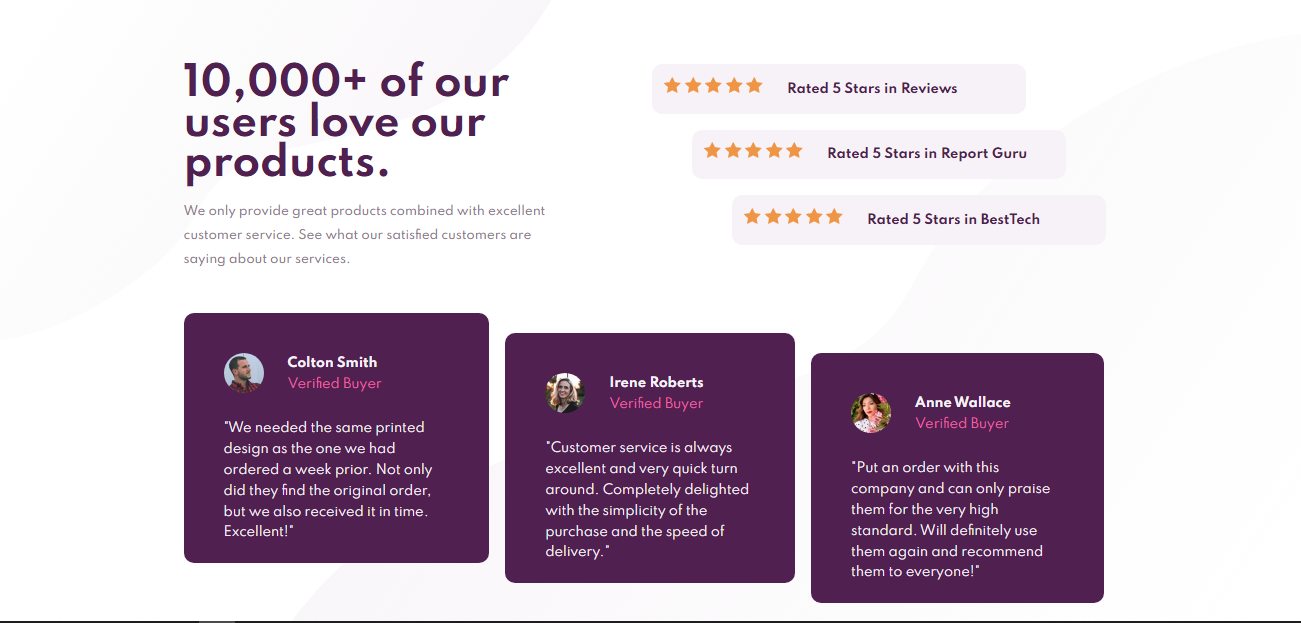 10,000+ of our
users love our
products.
We only provide great products combined with excellent
customer service. See what our satisfied customers are
saying about our services.
Rated 5 Stars in Reviews
Rated 5 Stars in Report Guru
Rated 5 Stars in BestTech
Colton Smith
Verified Buyer
"We needed the same printed
design as the one we had
ordered a week prior. Not only
did they find the original order,
but we also received it in time.
Excellent!"
Irene Roberts
Verified Buyer
"Customer service is always
excellent and very quick turn
around. Completely delighted
with the simplicity of the
purchase and the speed of
delivery."
Anne Wallace
Verified Buyer
"Put an order with this
company and can only praise
them for the very high
standard. Will definitely use
them again and recommend
them to everyone!"